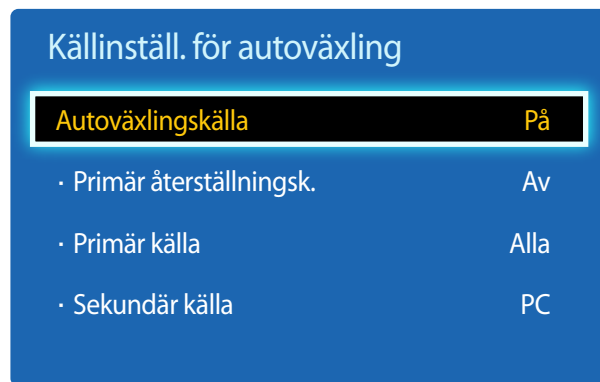 Källinställ. för autoväxling
Autoväxlingskälla På
· Primär återställningsk. Av
· Primär källa Alla
· Sekundär källa PC